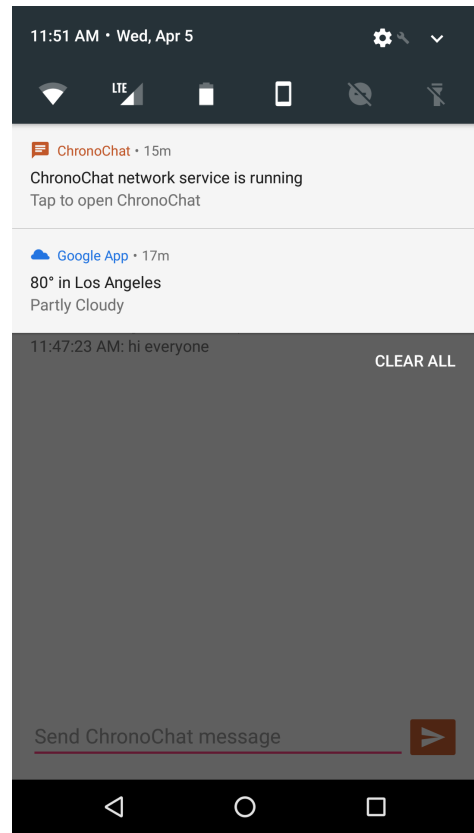 11:51 AM • Wed, Apr 5
LTE
ChronoChat • 15m
ChronoChat network service is running
Tap to open ChronoChat
Google App • 17m
80° in Los Angeles
Partly Cloudy
11:47:23 AM: hi everyone
CLEAR ALL
Send ChronoChat message